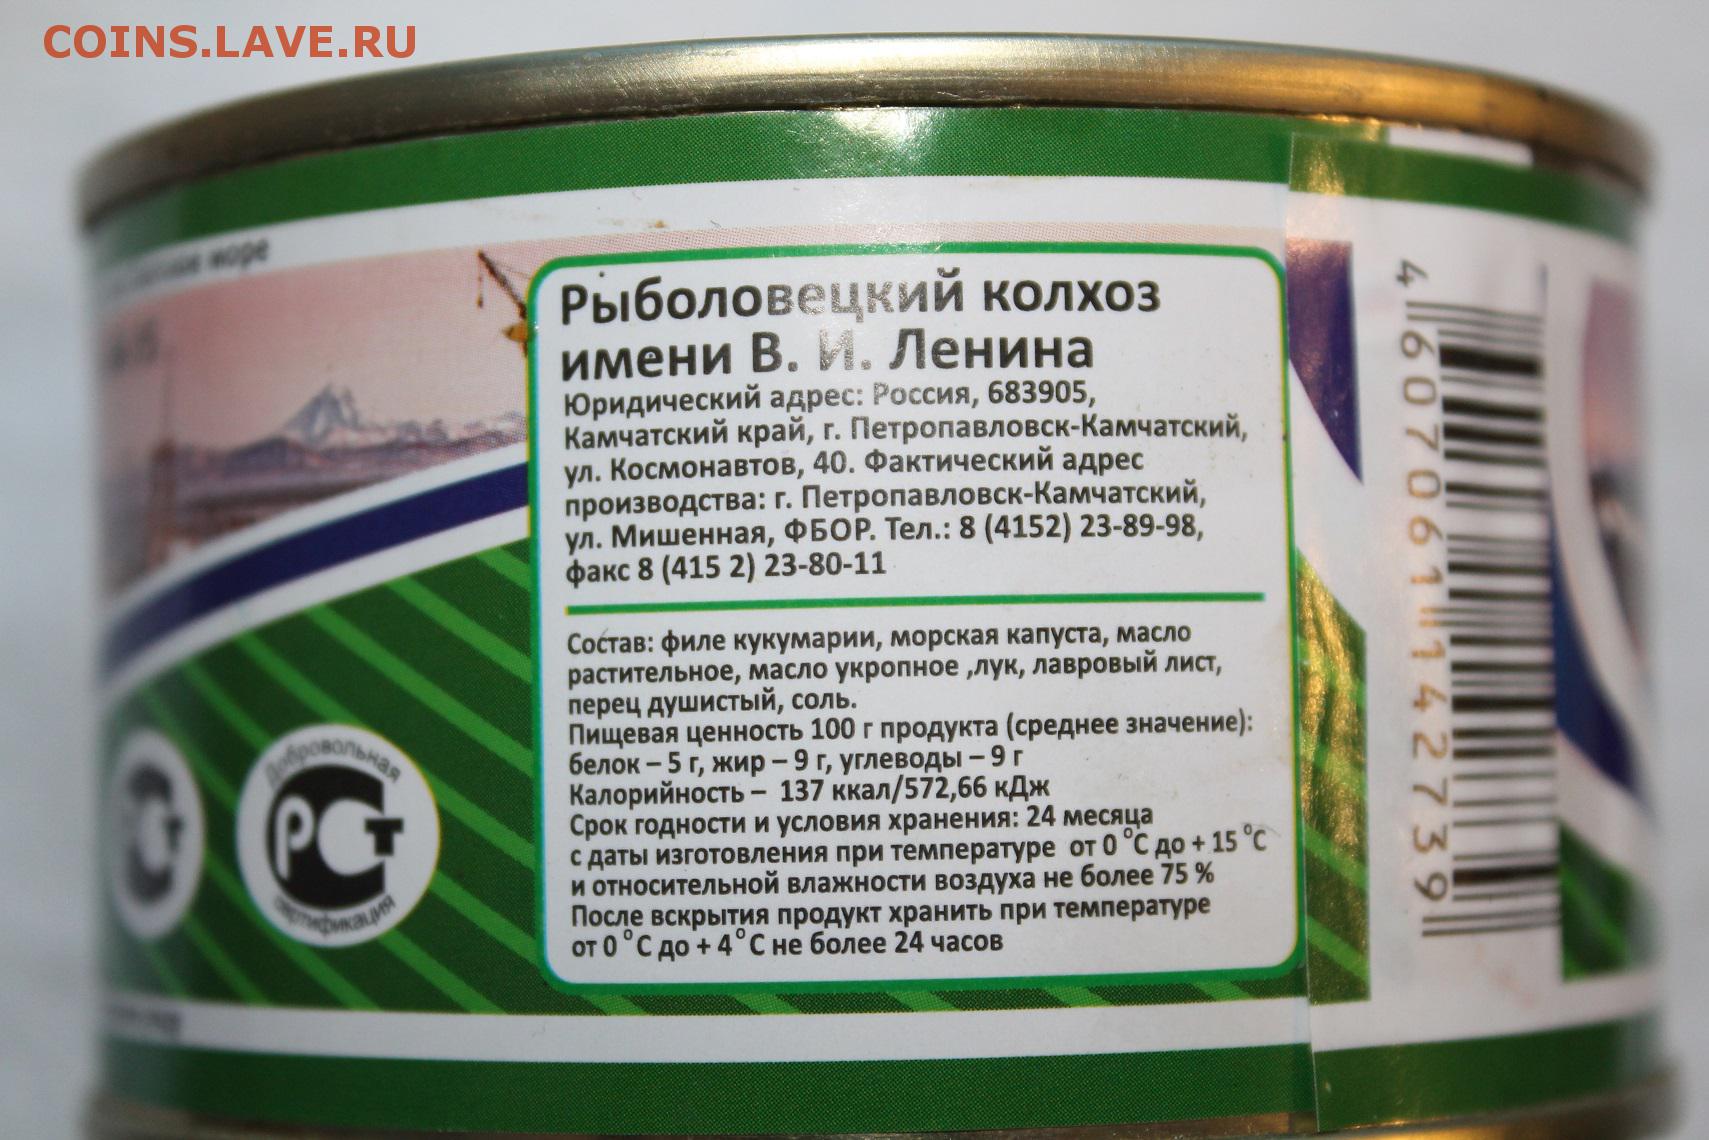 COINS.LAVE.RU
море
Рыболовецкий колхоз
имени В. И. Ленина
Юридический адрес: Россия, 683905,
Камчатский край, г. Петропавловск-Камчатский,
ул. Космонавтов, 40. Фактический адрес
производства: г. Петропавловск-Камчатский,
ул. Мишенная, ФБОР. Тел.: 8 (4152) 23-89-98,
факс 8 (415 2) 23-80-11
Состав: филе кукумарии, морская капуста, масло
растительное, масло укропное ,лук, лавровый лист,
перец душистый, соль.
Пищевая ценность 100 г продукта (среднее значение):
белок – 5 г, жир – 9 г, углеводы – 9 г
Калорийность – 137 ккал/572,66 кДж
Срок годности и условия хранения: 24 месяца
с даты изготовления при температуре от 0 °С до + 15 °С
и относительной влажности воздуха не более 75 %
После вскрытия продукт хранить при температуре
от 0 °С до + 4 °С не более 24 часов
Добровольная
РСТ
сертификация
4 607061 142739